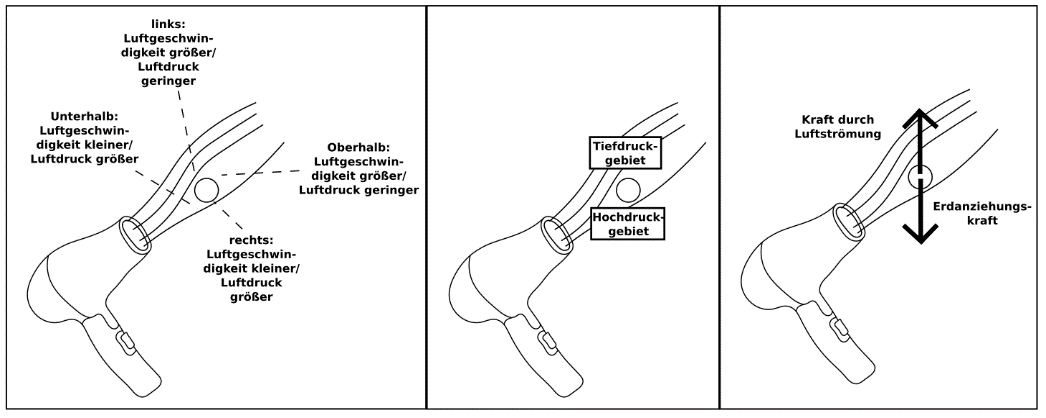 links:
Luftgeschwin-
digkeit größer/
Luftdruck
geringer
Unterhalb:
Luftgeschwin-
digkeit kleiner/
Luftdruck größer
Oberhalb:
Luftgeschwin-
digkeit größer/
Luftdruck geringer
rechts:
Luftgeschwin-
digkeit kleiner/
Luftdruck
größer
Tiefdruck-
gebiet
Hochdruck-
gebiet
Kraft durch
Luftströmung
Erdanziehungs-
kraft